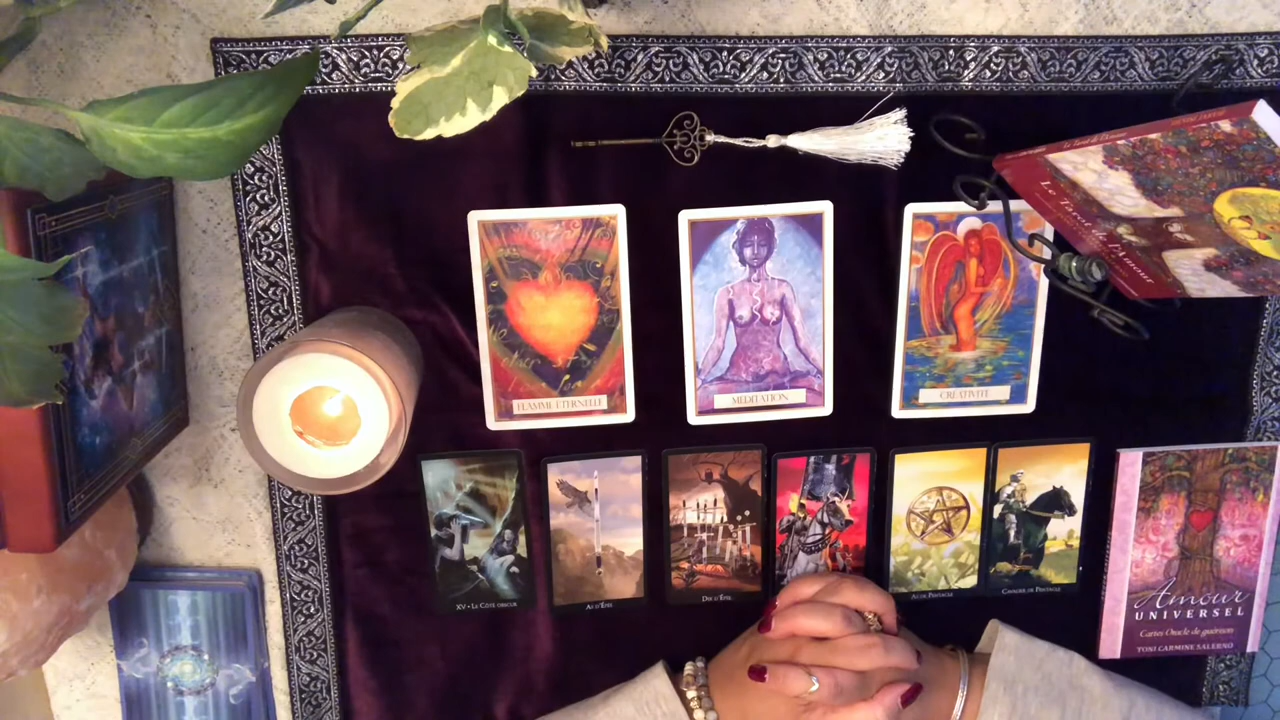 Le Tarot de l'Amour
FLAMME ETERNELLE
MÉDITATION
CRÉATIVITÉ
XV - LE CÔTÉ OBSCUR
AS D'ÉPÉE
DIX D'ÉPÉE
AS DE PENTACLE
CAVALIER DE PENTACLE
Amour
UNIVERSEL
Cartes Oracle de guérison
TONI CARMINE SALERNO